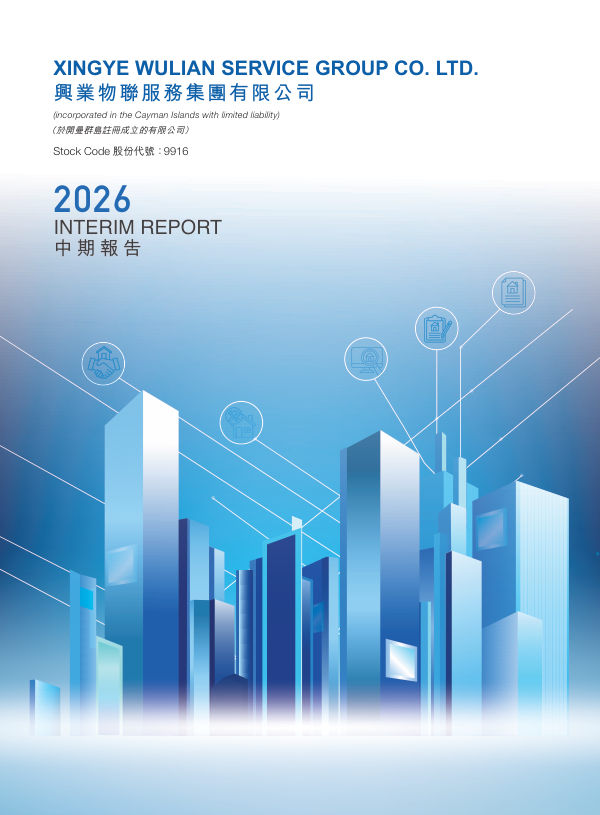 XINGYE WULIAN SERVICE GROUP CO. LTD.
興業物聯服務集團有限公司
(incorporated in the Cayman Islands with limited liability)
（於開曼群島註冊成立的有限公司）
Stock Code 股份代號：9916
2026
INTERIM REPORT
中期報告